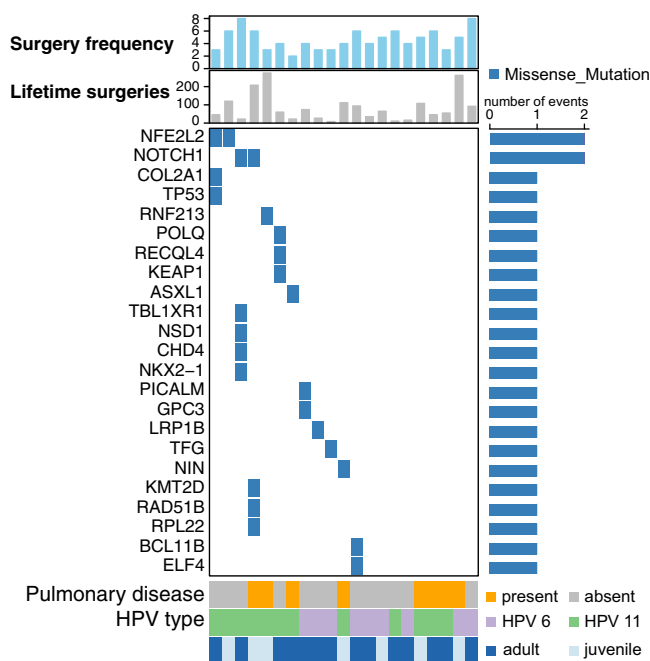 Surgery frequency
8
6
4
2
0
Lifetime surgeries
200
100
0
Missense_Mutation
number of events
0 1 2
NFE2L2
NOTCH1
COL2A1
TP53
RNF213
POLQ
RECQL4
KEAP1
ASXL1
TBL1XR1
NSD1
CHD4
NKX2−1
PICALM
GPC3
LRP1B
TFG
NIN
KMT2D
RAD51B
RPL22
BCL11B
ELF4
Pulmonary disease
HPV type
present absent
HPV 6 HPV 11
adult juvenile